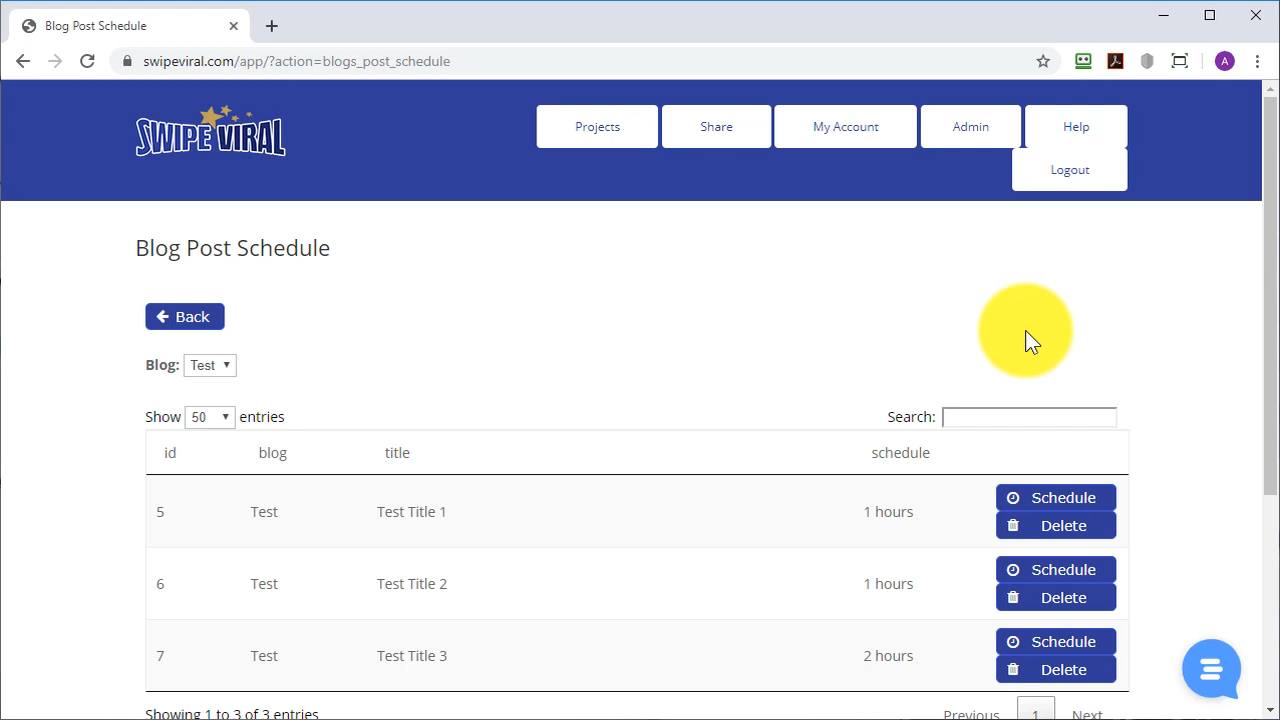 Blog Post Schedule
swipeviral.com/app/?action=blogs_post_schedule
A
SWIPE VIRAL
Projects
Share
My Account
Admin
Help
Logout
Blog Post Schedule
Back
Blog: Test
Show 50 entries
Search:
id blog title schedule
5 Test Test Title 1 1 hours Schedule
Delete
6 Test Test Title 2 1 hours Schedule
Delete
7 Test Test Title 3 2 hours Schedule
Delete
Showing 1 to 3 of 3 entries
Previous 1 Next